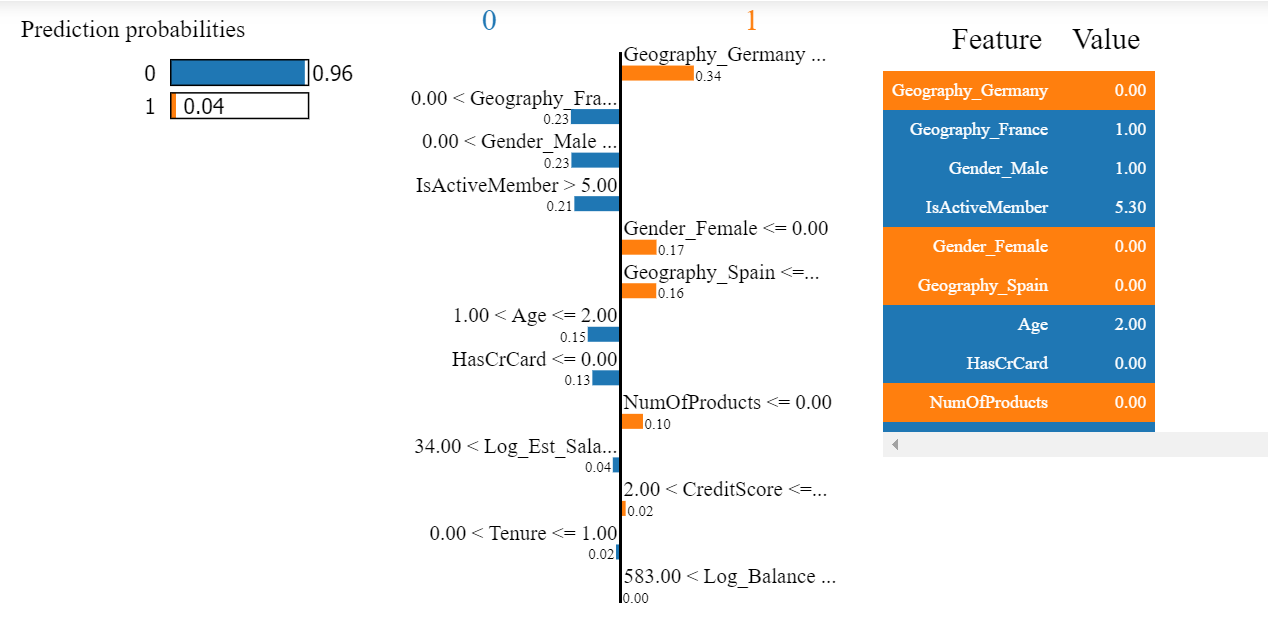 Prediction probabilities
0 0.96
1 0.04
0 1
Geography_Germany ...
0.34
0.00 < Geography_Fra...
0.23
0.00 < Gender_Male ...
0.23
IsActiveMember > 5.00
0.21
Gender_Female <= 0.00
0.17
Geography_Spain <=...
0.16
1.00 < Age <= 2.00
0.15
HasCrCard <= 0.00
0.13
NumOfProducts <= 0.00
0.10
34.00 < Log_Est_Sala...
0.04
2.00 < CreditScore <=...
0.02
0.00 < Tenure <= 1.00
0.02
583.00 < Log_Balance ...
0.00
Feature Value
Geography_Germany 0.00
Geography_France 1.00
Gender_Male 1.00
IsActiveMember 5.30
Gender_Female 0.00
Geography_Spain 0.00
Age 2.00
HasCrCard 0.00
NumOfProducts 0.00